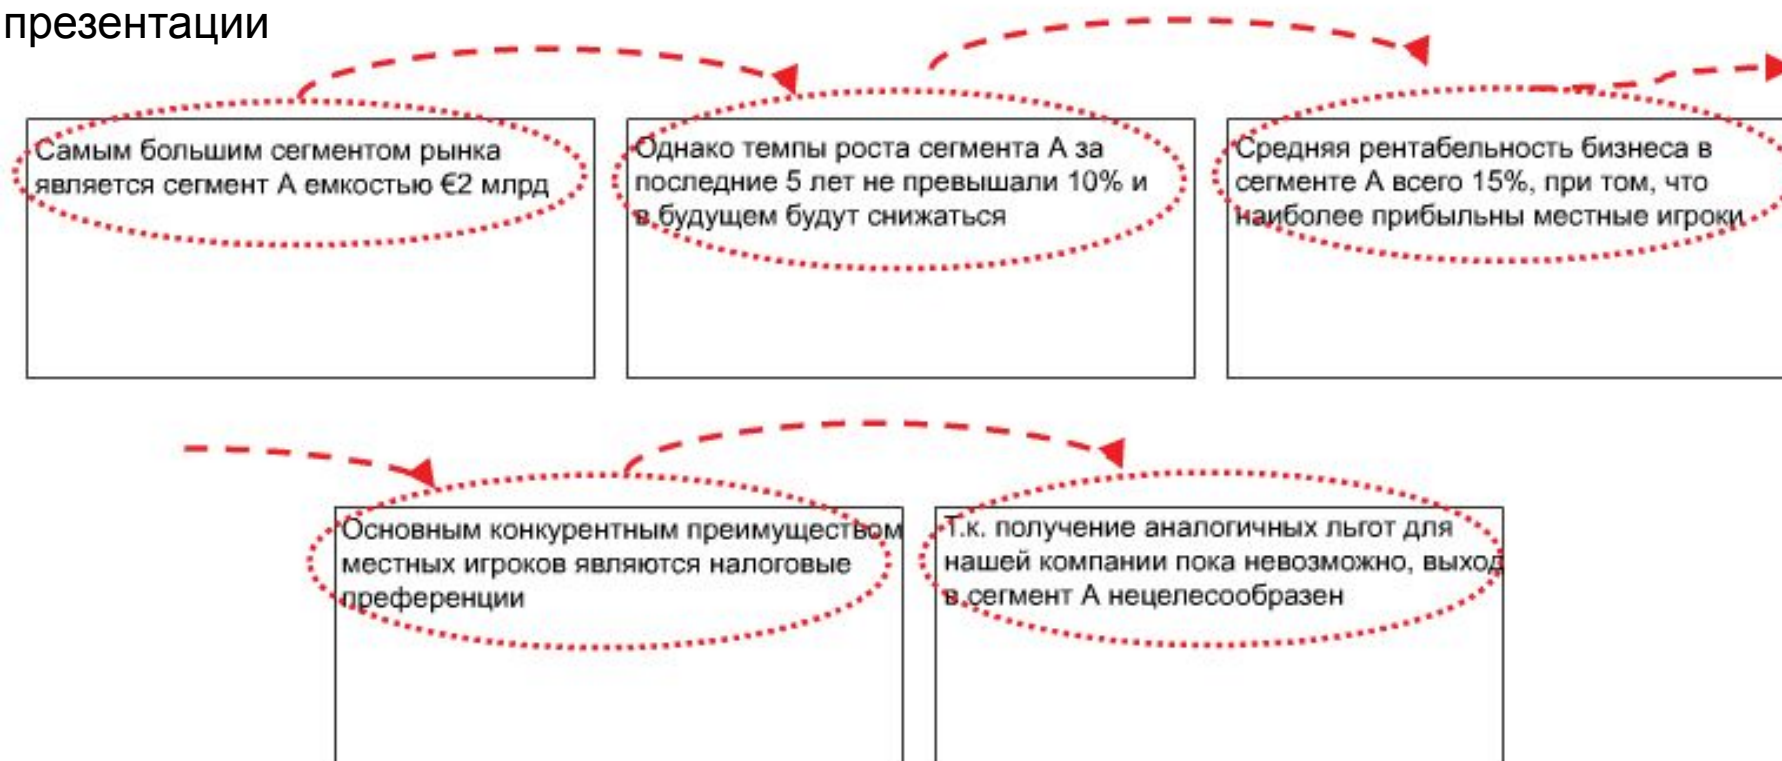 презентации
Самым большим сегментом рынка
является сегмент А емкостью €2 млрд
Однако темпы роста сегмента А за
последние 5 лет не превышали 10% и
в будущем будут снижаться
Средняя рентабельность бизнеса в
сегменте А всего 15%, при том, что
наиболее прибыльны местные игроки
Основным конкурентным преимуществом
местных игроков являются налоговые
преференции
Т.к. получение аналогичных льгот для
нашей компании пока невозможно, выход
в сегмент А нецелесообразен